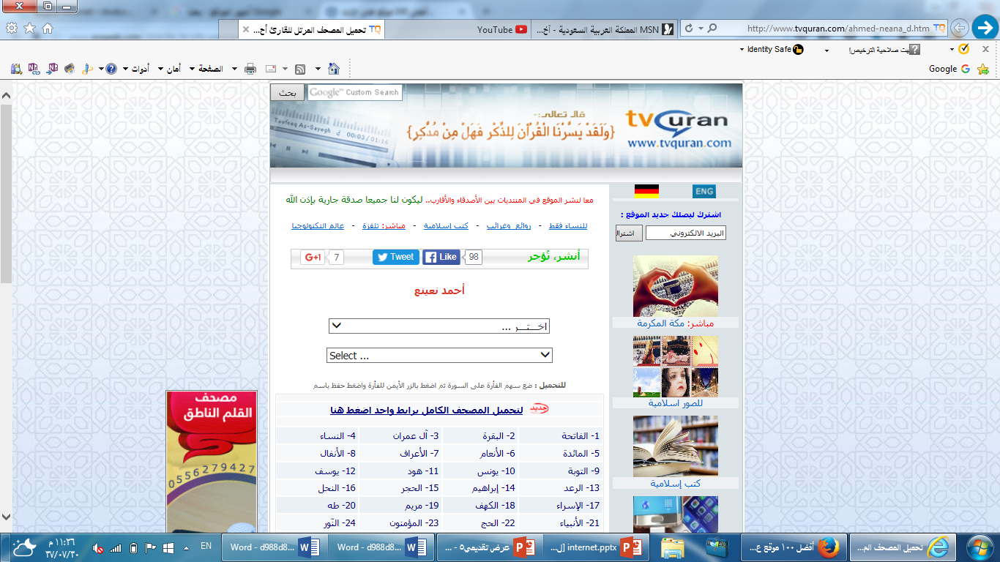 تحميل المصحف المرتل للقارئ أح...
YouTube
MSN المملكة العربية السعودية - أخ...
http://www.tvquran.com/ahmed-neana_d.htm
Identity Safe
هت صلاحية الترخيص!
الصفحة
أمان
أدوات
Google
بحث
Google™ Custom Search
Tawfeeq As-Sayegh
00:03 / 01:16
قال تعالى:-
{وَلَقَدْ يَسَّرْنَا الْقُرْآنَ لِلذِّكْرِ فَهَلْ مِنْ مُدَّكِرٍ}
tvQuran
www.tvquran.com
معا لنشر الموقع في المنتديات بين الأصدقاء والأقارب.. ليكون لنا جميعا صدقة جارية بإذن الله
للنساء فقط - روائع وغرائب - كتب إسلامية - مباشر: تلفزة - عالم التكنولوجيا
أنشر، تُؤجر
Like 98
Tweet
G+1 7
أحمد نعينع
اخـــتـــر ...
Select ...
للتحميل : ضع سهم الفأرة على السورة ثم اضغط بالزر الأيمن للفأرة واضغط حفظ باسم
جديد لتحميل المصحف الكامل برابط واحد اضغط هنا
1- الفاتحة 2- البقرة 3- آل عمران 4- النساء
5- المائدة 6- الأنعام 7- الأعراف 8- الأنفال
9- التوبة 10- يونس 11- هود 12- يوسف
13- الرعد 14- إبراهيم 15- الحجر 16- النحل
17- الإسراء 18- الكهف 19- مريم 20- طه
21- الأنبياء 22- الحج 23- المؤمنون 24- النّور
ENG
اشترك ليصلك جديد الموقع :
البريد الالكتروني
اشترا
مباشر: مكة المكرمة
للصور اسلامية
كتب إسلامية
مصحف
القلم الناطق
0556279427
تحميل المصحف الم...
أفضل ١٠٠ موقع ع...
internet.pptx [ل...
عرض تقديمي٥ - ...
Word - d988d8...
Word - d988d8...
EN
١١:٢٦ م
٣٧/٠٧/٣٠